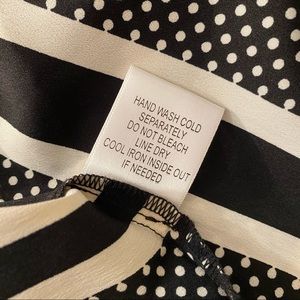 HAND WASH COLD
SEPARATELY
DO NOT BLEACH
LINE DRY
COOL IRON INSIDE OUT
IF NEEDED